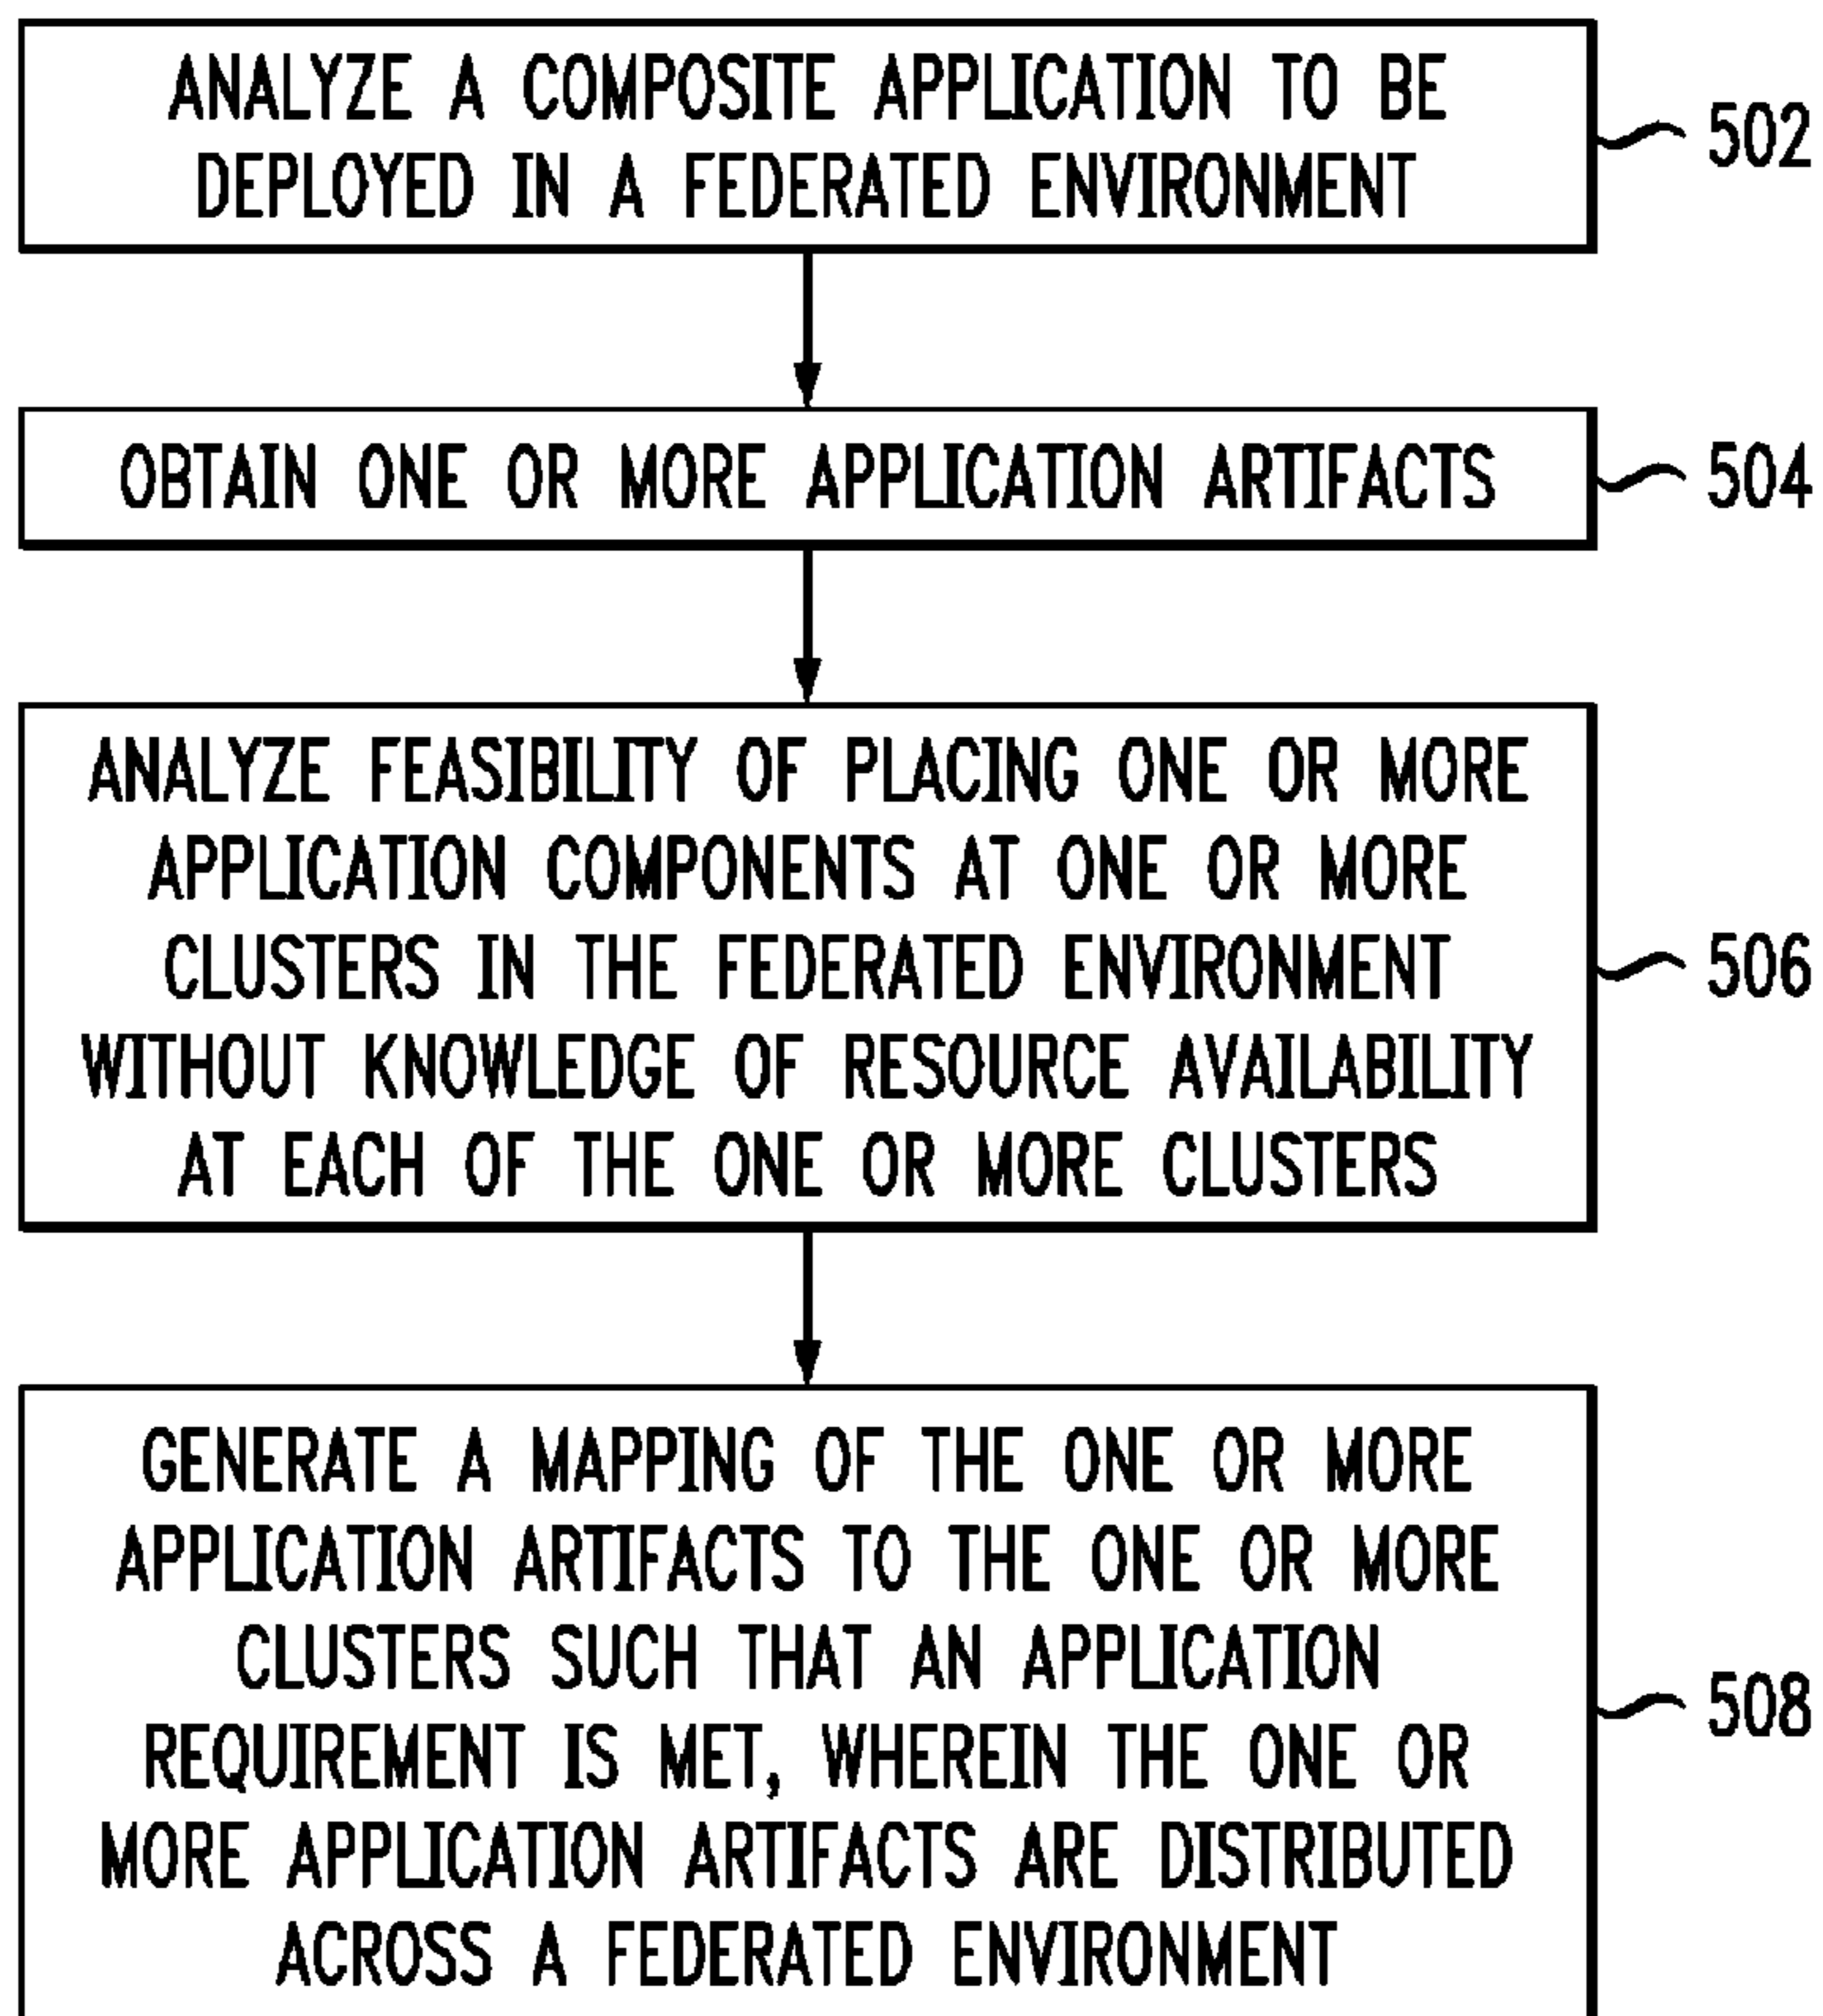 ANALYZE A COMPOSITE APPLICATION TO BE
DEPLOYED IN A FEDERATED ENVIRONMENT
502
OBTAIN ONE OR MORE APPLICATION ARTIFACTS
504
ANALYZE FEASIBILITY OF PLACING ONE OR MORE
APPLICATION COMPONENTS AT ONE OR MORE
CLUSTERS IN THE FEDERATED ENVIRONMENT
WITHOUT KNOWLEDGE OF RESOURCE AVAILABILITY
AT EACH OF THE ONE OR MORE CLUSTERS
506
GENERATE A MAPPING OF THE ONE OR MORE
APPLICATION ARTIFACTS TO THE ONE OR MORE
CLUSTERS SUCH THAT AN APPLICATION
REQUIREMENT IS MET, WHEREIN THE ONE OR
MORE APPLICATION ARTIFACTS ARE DISTRIBUTED
ACROSS A FEDERATED ENVIRONMENT
508